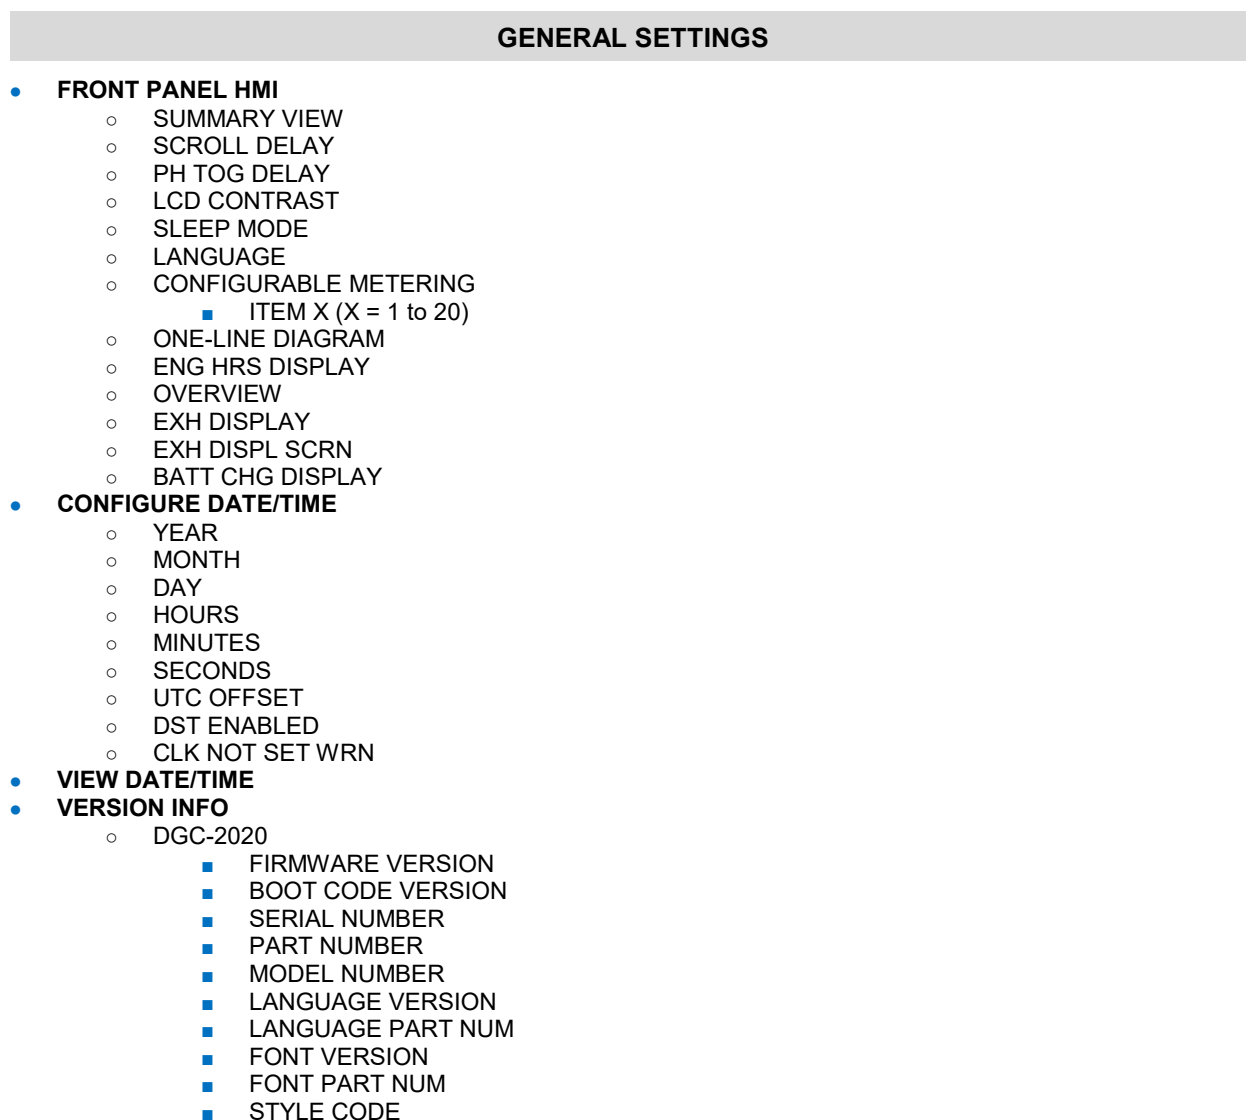 GENERAL SETTINGS
FRONT PANEL HMI
SUMMARY VIEW
SCROLL DELAY
PH TOG DELAY
LCD CONTRAST
SLEEP MODE
LANGUAGE
CONFIGURABLE METERING
ITEM X (X = 1 to 20)
ONE-LINE DIAGRAM
ENG HRS DISPLAY
OVERVIEW
EXH DISPLAY
EXH DISPL SCRN
BATT CHG DISPLAY
CONFIGURE DATE/TIME
YEAR
MONTH
DAY
HOURS
MINUTES
SECONDS
UTC OFFSET
DST ENABLED
CLK NOT SET WRN
VIEW DATE/TIME
VERSION INFO
DGC-2020
FIRMWARE VERSION
BOOT CODE VERSION
SERIAL NUMBER
PART NUMBER
MODEL NUMBER
LANGUAGE VERSION
LANGUAGE PART NUM
FONT VERSION
FONT PART NUM
STYLE CODE